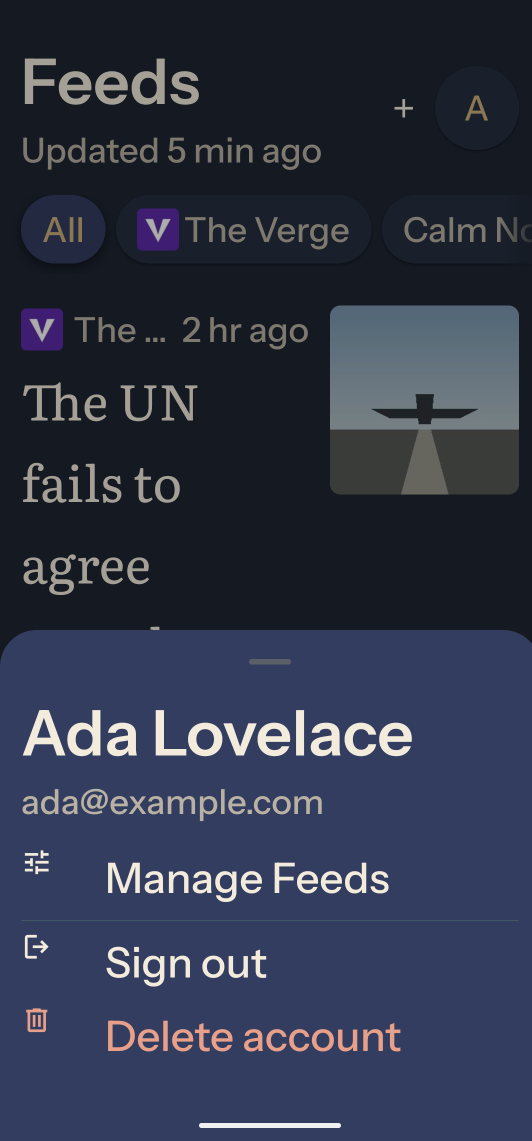 Feeds
+
A
Updated 5 min ago
All
V The Verge
Calm No
V The ... 2 hr ago
The UN
fails to
agree
Ada Lovelace
ada@example.com
Manage Feeds
Sign out
Delete account